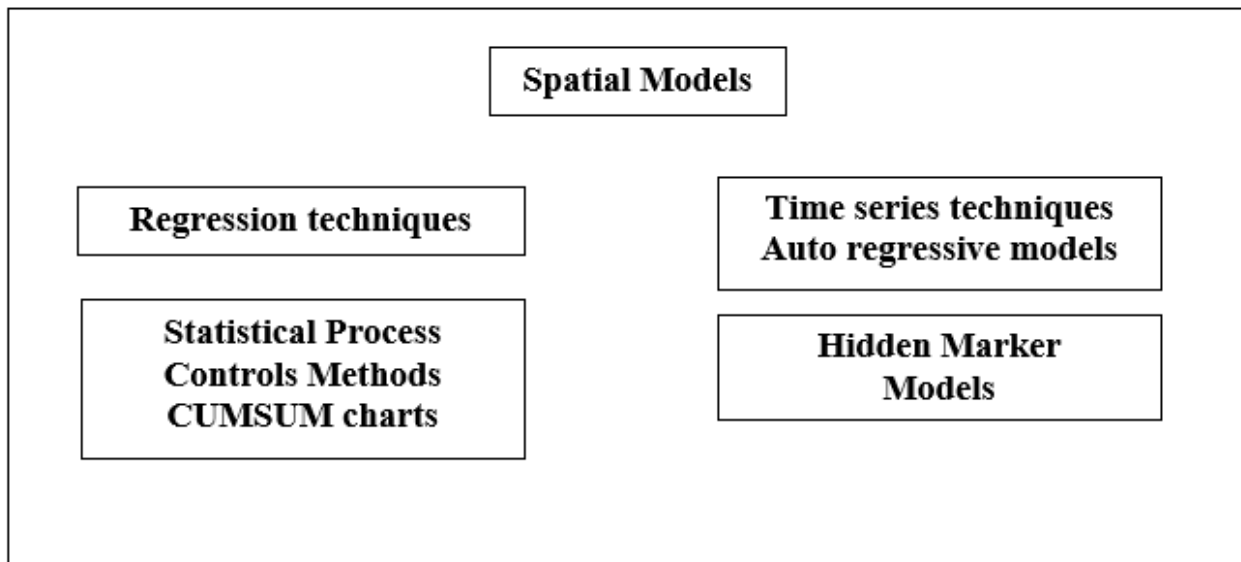 Spatial Models
Regression techniques
Time series techniques
Auto regressive models
Statistical Process
Controls Methods
CUMSUM charts
Hidden Marker
Models